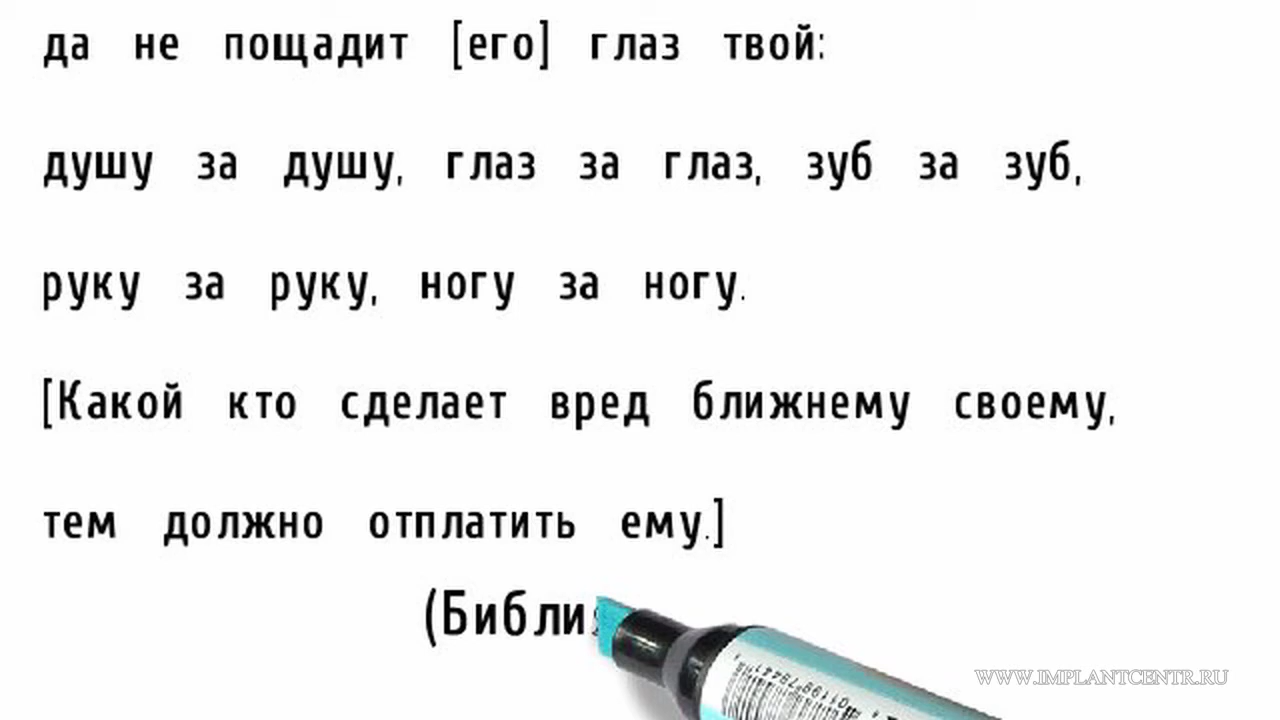 да не пощадит [его] глаз твой:
душу за душу, глаз за глаз, зуб за зуб,
руку за руку, ногу за ногу.
[Какой кто сделает вред ближнему своему,
тем должно отплатить ему.]
(Библи
WWW.IMPLANTCENTR.RU